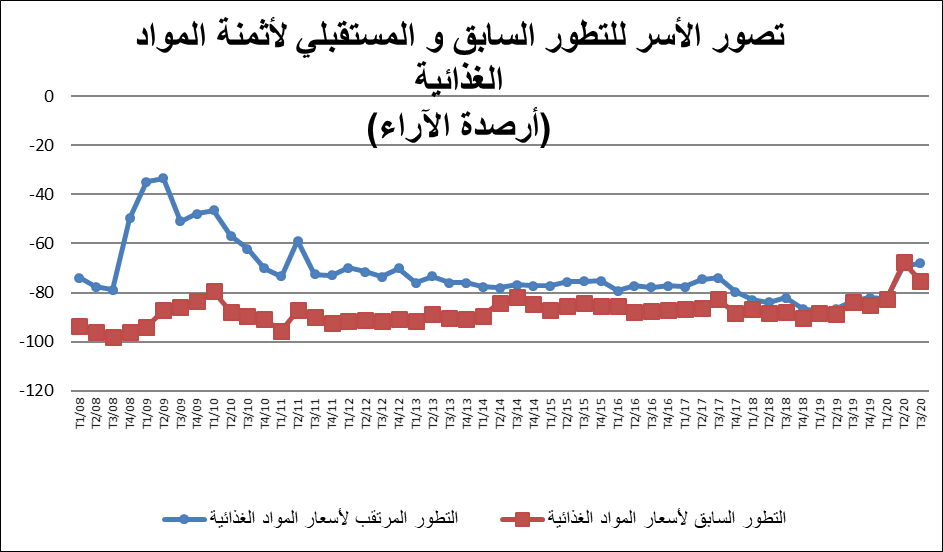 تصور الأسر للتطور السابق و المستقبلي لأثمنة المواد
الغذائية
(أرصدة الآراء)
0
-20
-40
-60
-80
-100
-120
T1/08
T2/08
T3/08
T4/08
T1/09
T2/09
T3/09
T4/09
T1/10
T2/10
T3/10
T4/10
T1/11
T2/11
T3/11
T4/11
T1/12
T2/12
T3/12
T4/12
T1/13
T2/13
T3/13
T4/13
T1/14
T2/14
T3/14
T4/14
T1/15
T2/15
T3/15
T4/15
T1/16
T2/16
T3/16
T4/16
T1/17
T2/17
T3/17
T4/17
T1/18
T2/18
T3/18
T4/18
T1/19
T2/19
T3/19
T4/19
T1/20
T2/20
T3/20
التطور المرتقب لأسعار المواد الغذائية
التطور السابق لأسعار المواد الغذائية